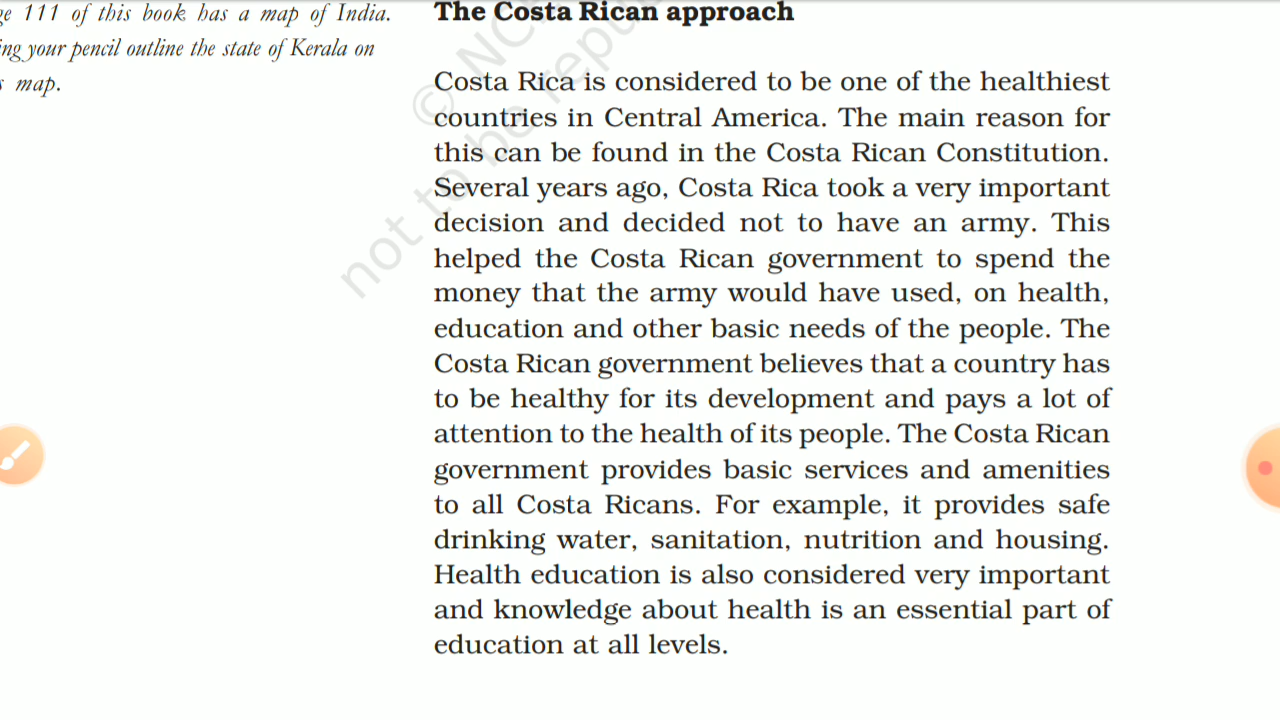 ge 111 of this book has a map of India.
ing your pencil outline the state of Kerala on
s map.
The Costa Rican approach
Costa Rica is considered to be one of the healthiest
countries in Central America. The main reason for
this can be found in the Costa Rican Constitution.
Several years ago, Costa Rica took a very important
decision and decided not to have an army. This
helped the Costa Rican government to spend the
money that the army would have used, on health,
education and other basic needs of the people. The
Costa Rican government believes that a country has
to be healthy for its development and pays a lot of
attention to the health of its people. The Costa Rican
government provides basic services and amenities
to all Costa Ricans. For example, it provides safe
drinking water, sanitation, nutrition and housing.
Health education is also considered very important
and knowledge about health is an essential part of
education at all levels.
© NC
not to be repu